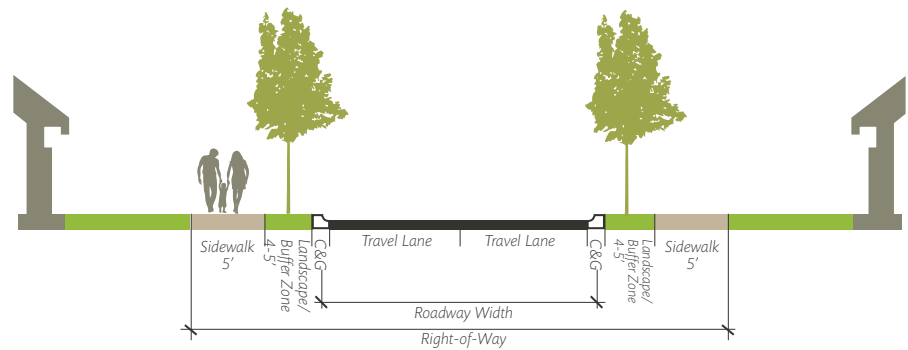 Sidewalk
5'
Landscape/
Buffer Zone
4-5'
C&G
Travel Lane
Travel Lane
C&G
Landscape/
Buffer Zone
4-5'
Sidewalk
5'
Roadway Width
Right-of-Way